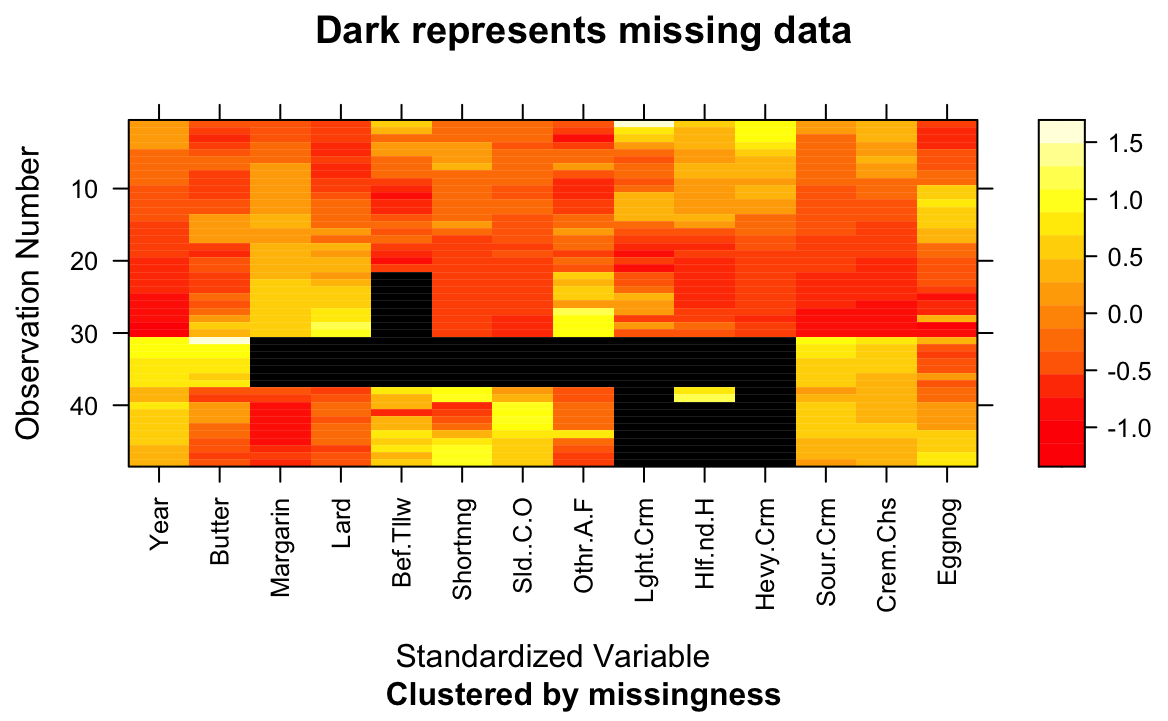 Dark represents missing data
Observation Number
10
20
30
40
1.5
1.0
0.5
0.0
-0.5
-1.0
Year
Butter
Margarin
Lard
Bef.Tllw
Shortnng
Sld..C.O
Othr.A.F
Lght.Crm
Hlf.nd.H
Hevy.Crm
Sour.Crm
Crem.Chs
Eggnog
Standardized Variable
Clustered by missingness